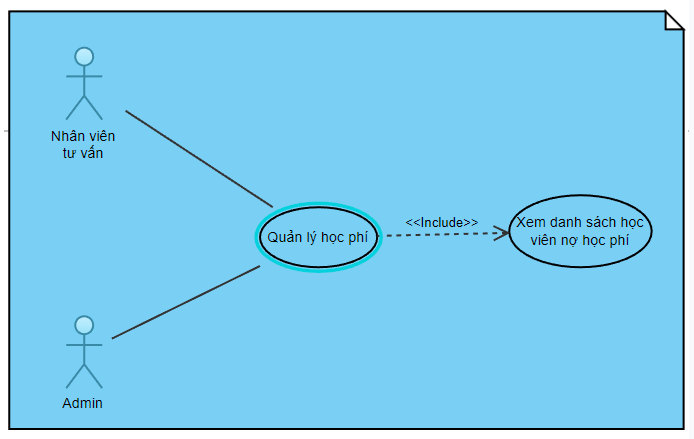 Nhân viên
tư vấn
Quản lý học phí
<<Include>>
Xem danh sách học
viên nợ học phí
Admin